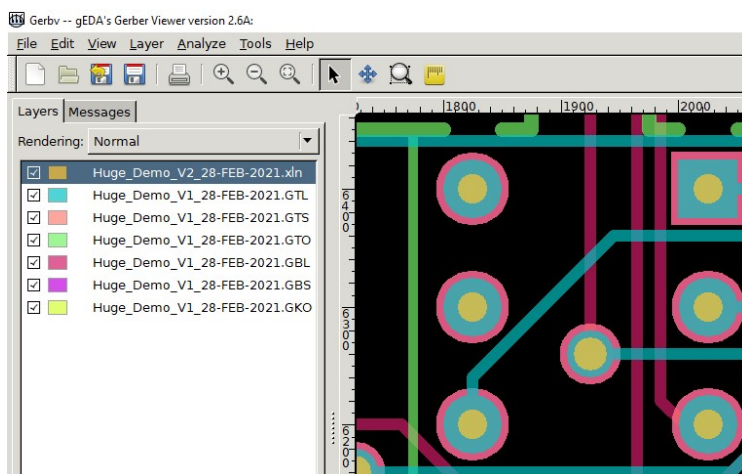 Gerbv -- gEDA's Gerber Viewer version 2.6A:
File Edit View Layer Analyze Tools Help
Layers Messages
Rendering: Normal
Huge_Demo_V2_28-FEB-2021.xln
Huge_Demo_V1_28-FEB-2021.GTL
Huge_Demo_V1_28-FEB-2021.GTS
Huge_Demo_V1_28-FEB-2021.GTO
Huge_Demo_V1_28-FEB-2021.GBL
Huge_Demo_V1_28-FEB-2021.GBS
Huge_Demo_V1_28-FEB-2021.GKO
1800 1900 2000
6400
6300
6200